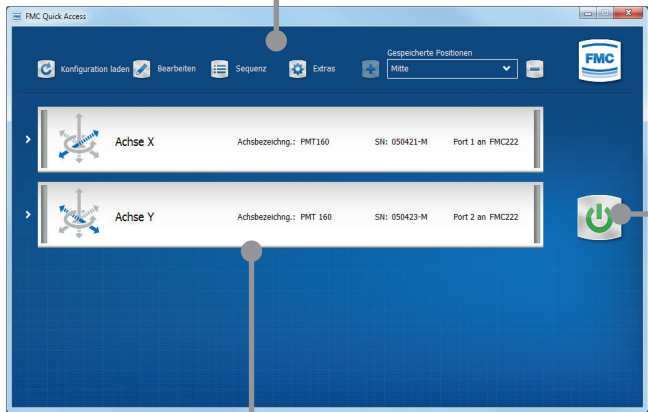 FMC Quick Access
Gespeicherte Positionen
Konfiguration laden Bearbeiten Sequenz Extras Mitte FMC
Achse X Achsbezeichng.: PMT160 SN: 050421-M Port 1 an FMC222
Achse Y Achsbezeichng.: PMT 160 SN: 050423-M Port 2 an FMC222